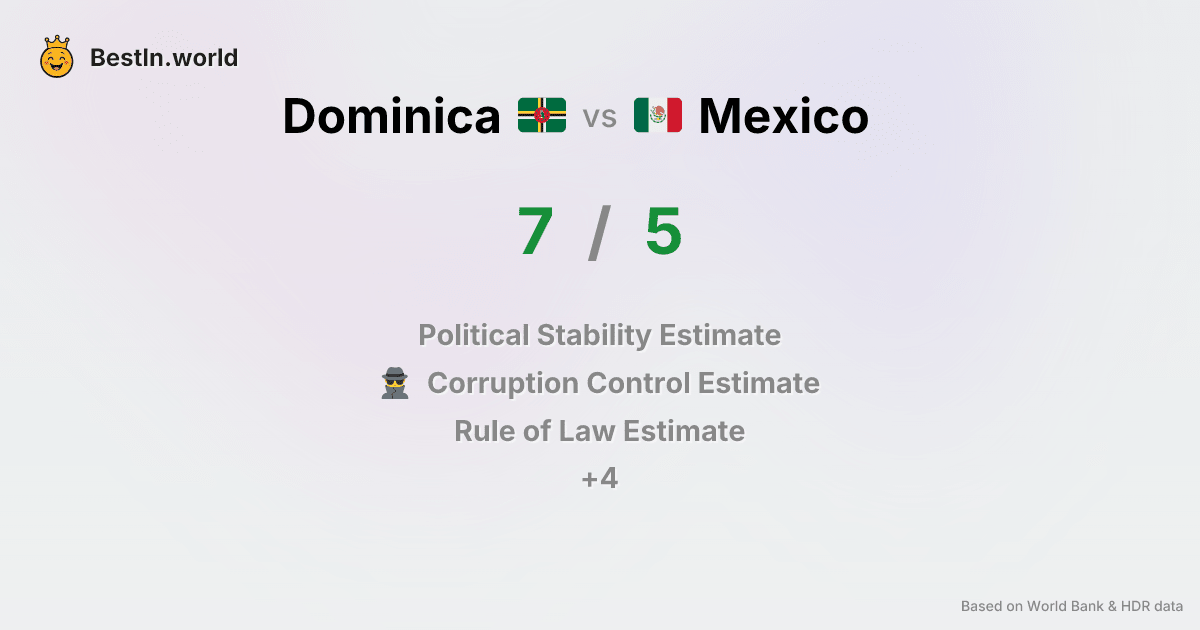 BestIn.world
Dominica vs Mexico
7 / 5
Political Stability Estimate
Corruption Control Estimate
Rule of Law Estimate
+4
Based on World Bank & HDR data